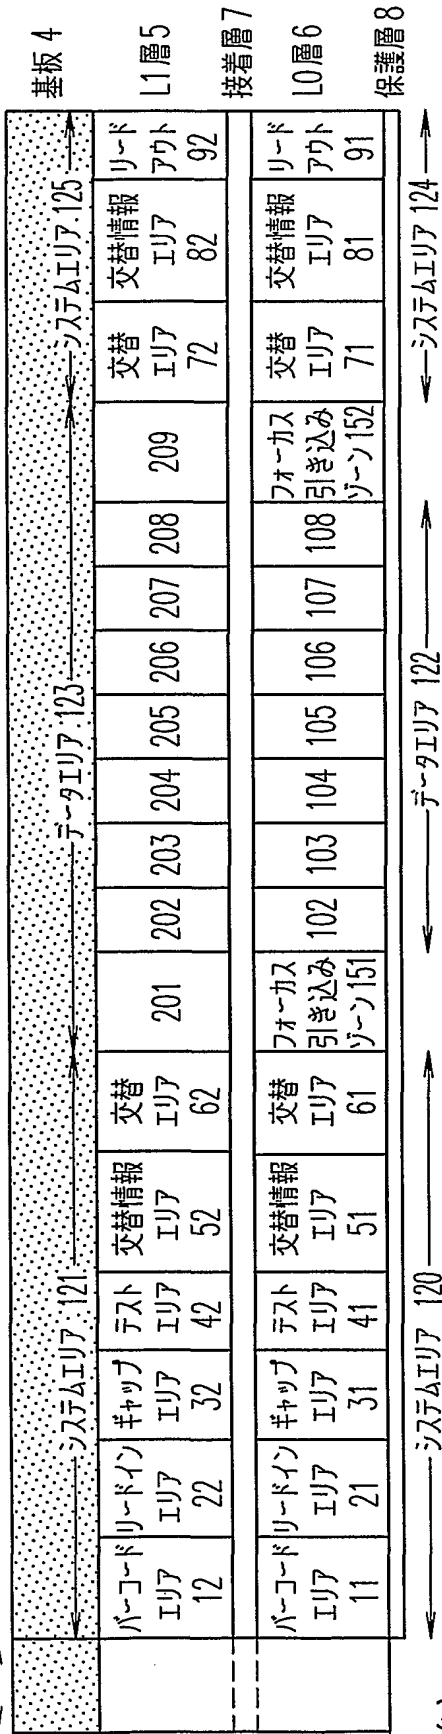 基板 4
L1層5
接着層 7
L0層6
保護層 8
システムエリア 121
データエリア 123
システムエリア 125
バーコード
エリア
12
リードイン
エリア
22
ギャップ
エリア
32
テスト
エリア
42
交替情報
エリア
52
交替
エリア
62
201
202
203
204
205
206
207
208
209
交替
エリア
72
交替情報
エリア
82
リード
アウト
92
バーコード
エリア
11
リードイン
エリア
21
ギャップ
エリア
31
テスト
エリア
41
交替情報
エリア
51
交替
エリア
61
フォーカス
引き込み
ゾーン151
102
103
104
105
106
107
108
フォーカス
引き込み
ゾーン152
交替
エリア
71
交替情報
エリア
81
リード
アウト
91
システムエリア 120
データエリア 122
システムエリア 124